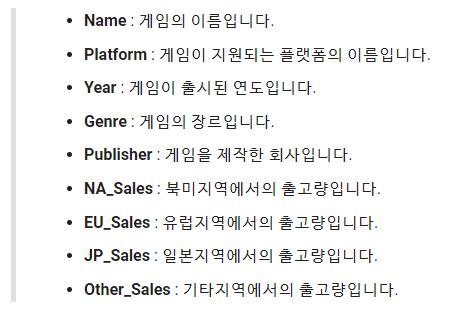 • Name : 게임의 이름입니다.
• Platform : 게임이 지원되는 플랫폼의 이름입니다.
• Year : 게임이 출시된 연도입니다.
• Genre : 게임의 장르입니다.
• Publisher : 게임을 제작한 회사입니다.
• NA_Sales : 북미지역에서의 출고량입니다.
• EU_Sales : 유럽지역에서의 출고량입니다.
• JP_Sales : 일본지역에서의 출고량입니다.
• Other_Sales : 기타지역에서의 출고량입니다.